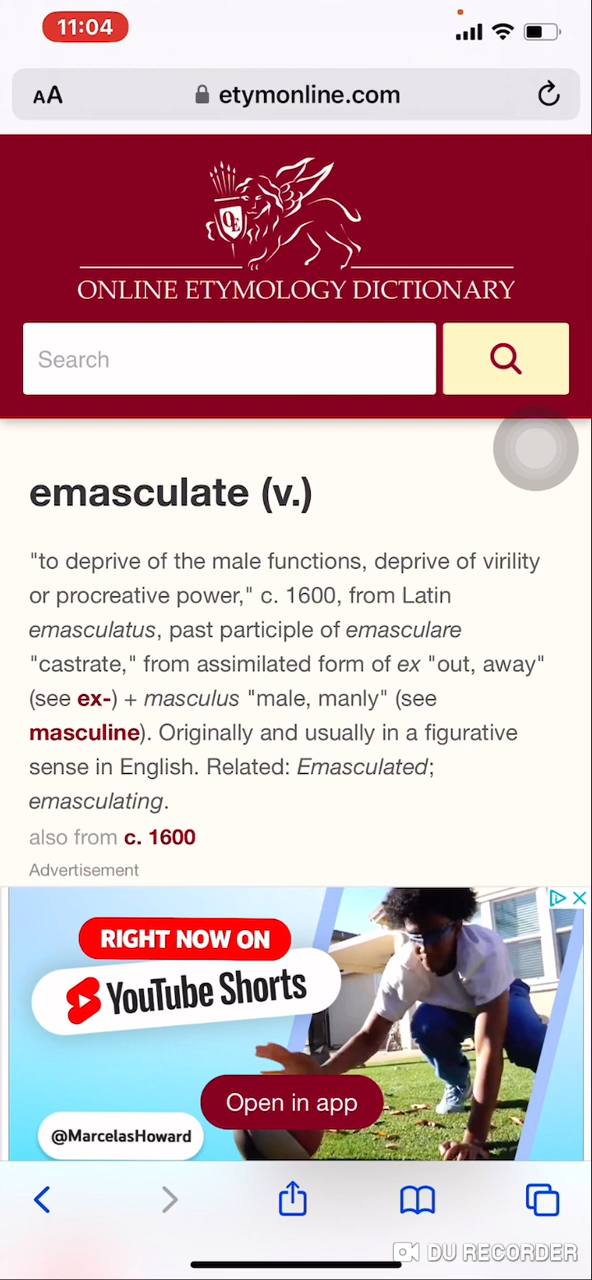 11:04
AA etymonline.com
OE
ONLINE ETYMOLOGY DICTIONARY
Search
emasculate (v.)
"to deprive of the male functions, deprive of virility
or procreative power," c. 1600, from Latin
emasculatus, past participle of emasculare
"castrate," from assimilated form of ex "out, away"
(see ex-) + masculus "male, manly" (see
masculine). Originally and usually in a figurative
sense in English. Related: Emasculated;
emasculating.
also from c. 1600
Advertisement
RIGHT NOW ON
YouTube Shorts
Open in app
@MarcelasHoward
DU RECORDER